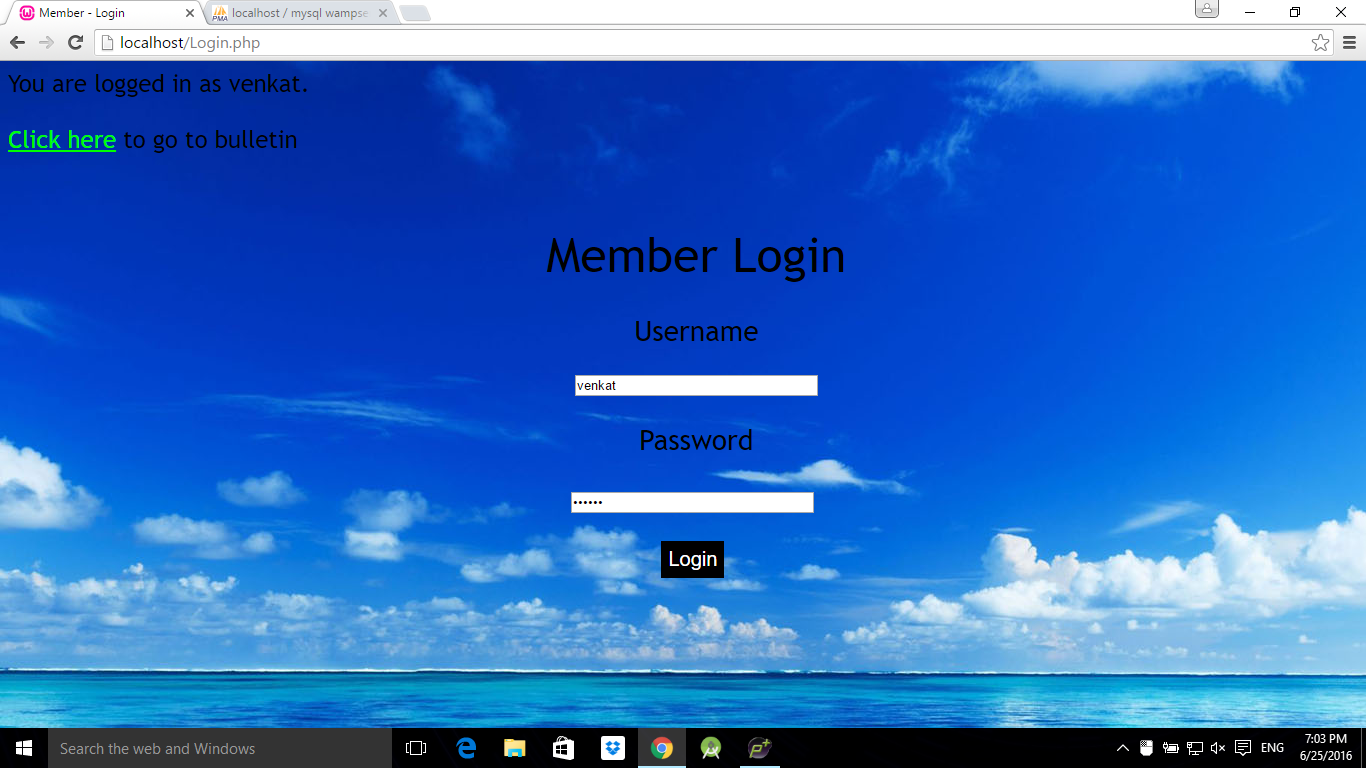 Member - Login
localhost / mysql wampse
localhost/Login.php
You are logged in as venkat.
Click here to go to bulletin
Member Login
Username
venkat
Password
••••••
Login
Search the web and Windows
ENG
7:03 PM
6/25/2016